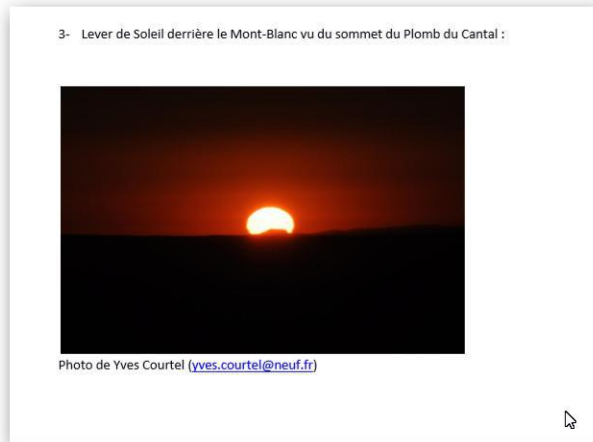 3- Lever de Soleil derrière le Mont-Blanc vu du sommet du Plomb du Cantal :
Photo de Yves Courtel (yves.courtel@neuf.fr)